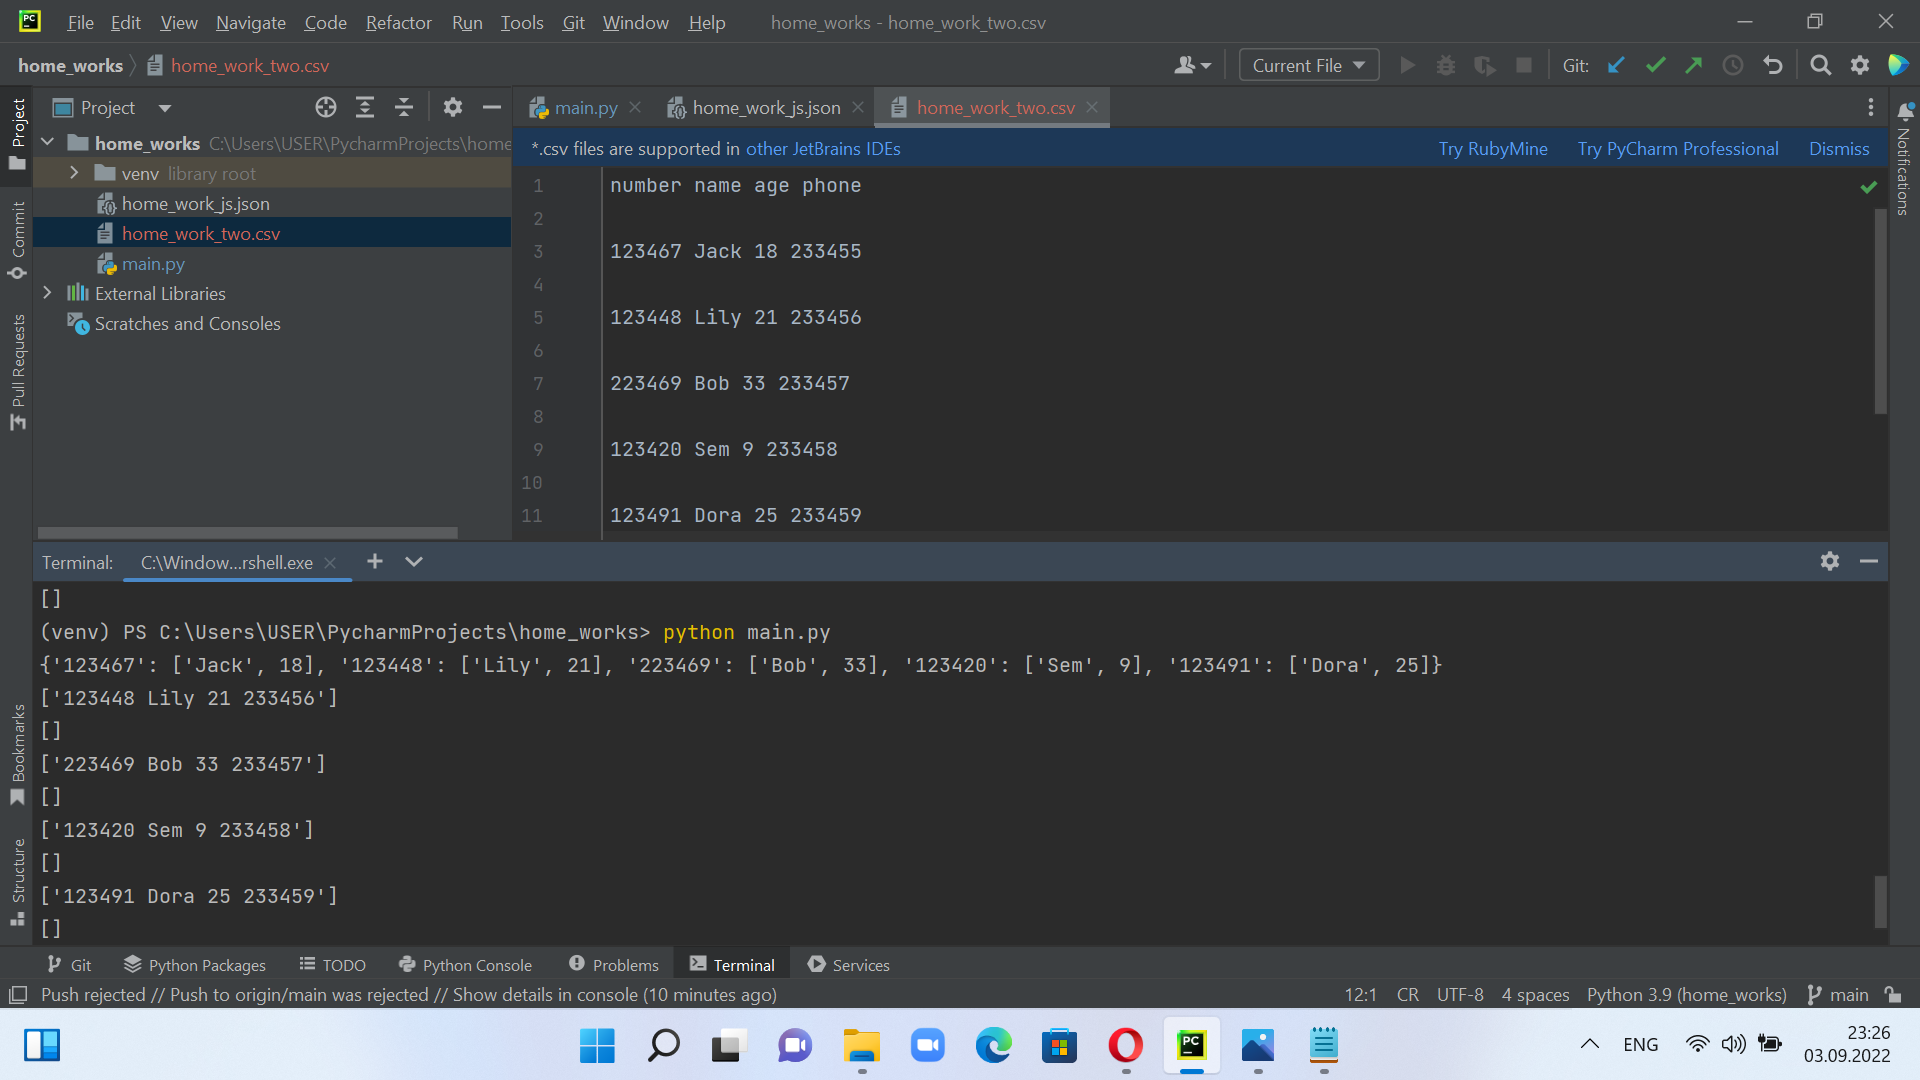 File Edit View Navigate Code Refactor Run Tools Git Window Help home_works - home_work_two.csv
home_works home_work_two.csv Current File Git:
Project main.py home_work_js.json home_work_two.csv
home_works C:\Users\USER\PycharmProjects\home
venv library root
home_work_js.json
home_work_two.csv
main.py
External Libraries
Scratches and Consoles
*.csv files are supported in other JetBrains IDEs Try RubyMine Try PyCharm Professional Dismiss
1 number name age phone
2
3 123467 Jack 18 233455
4
5 123448 Lily 21 233456
6
7 223469 Bob 33 233457
8
9 123420 Sem 9 233458
10
11 123491 Dora 25 233459
Project
Commit
Pull Requests
Bookmarks
Structure
Notifications
Terminal: C:\Window...rshell.exe
[]
(venv) PS C:\Users\USER\PycharmProjects\home_works> python main.py
{'123467': ['Jack', 18], '123448': ['Lily', 21], '223469': ['Bob', 33], '123420': ['Sem', 9], '123491': ['Dora', 25]}
['123448 Lily 21 233456']
[]
['223469 Bob 33 233457']
[]
['123420 Sem 9 233458']
[]
['123491 Dora 25 233459']
[]
Git Python Packages TODO Python Console Problems Terminal Services
Push rejected // Push to origin/main was rejected // Show details in console (10 minutes ago) 12:1 CR UTF-8 4 spaces Python 3.9 (home_works) main
PC
ENG
23:26
03.09.2022